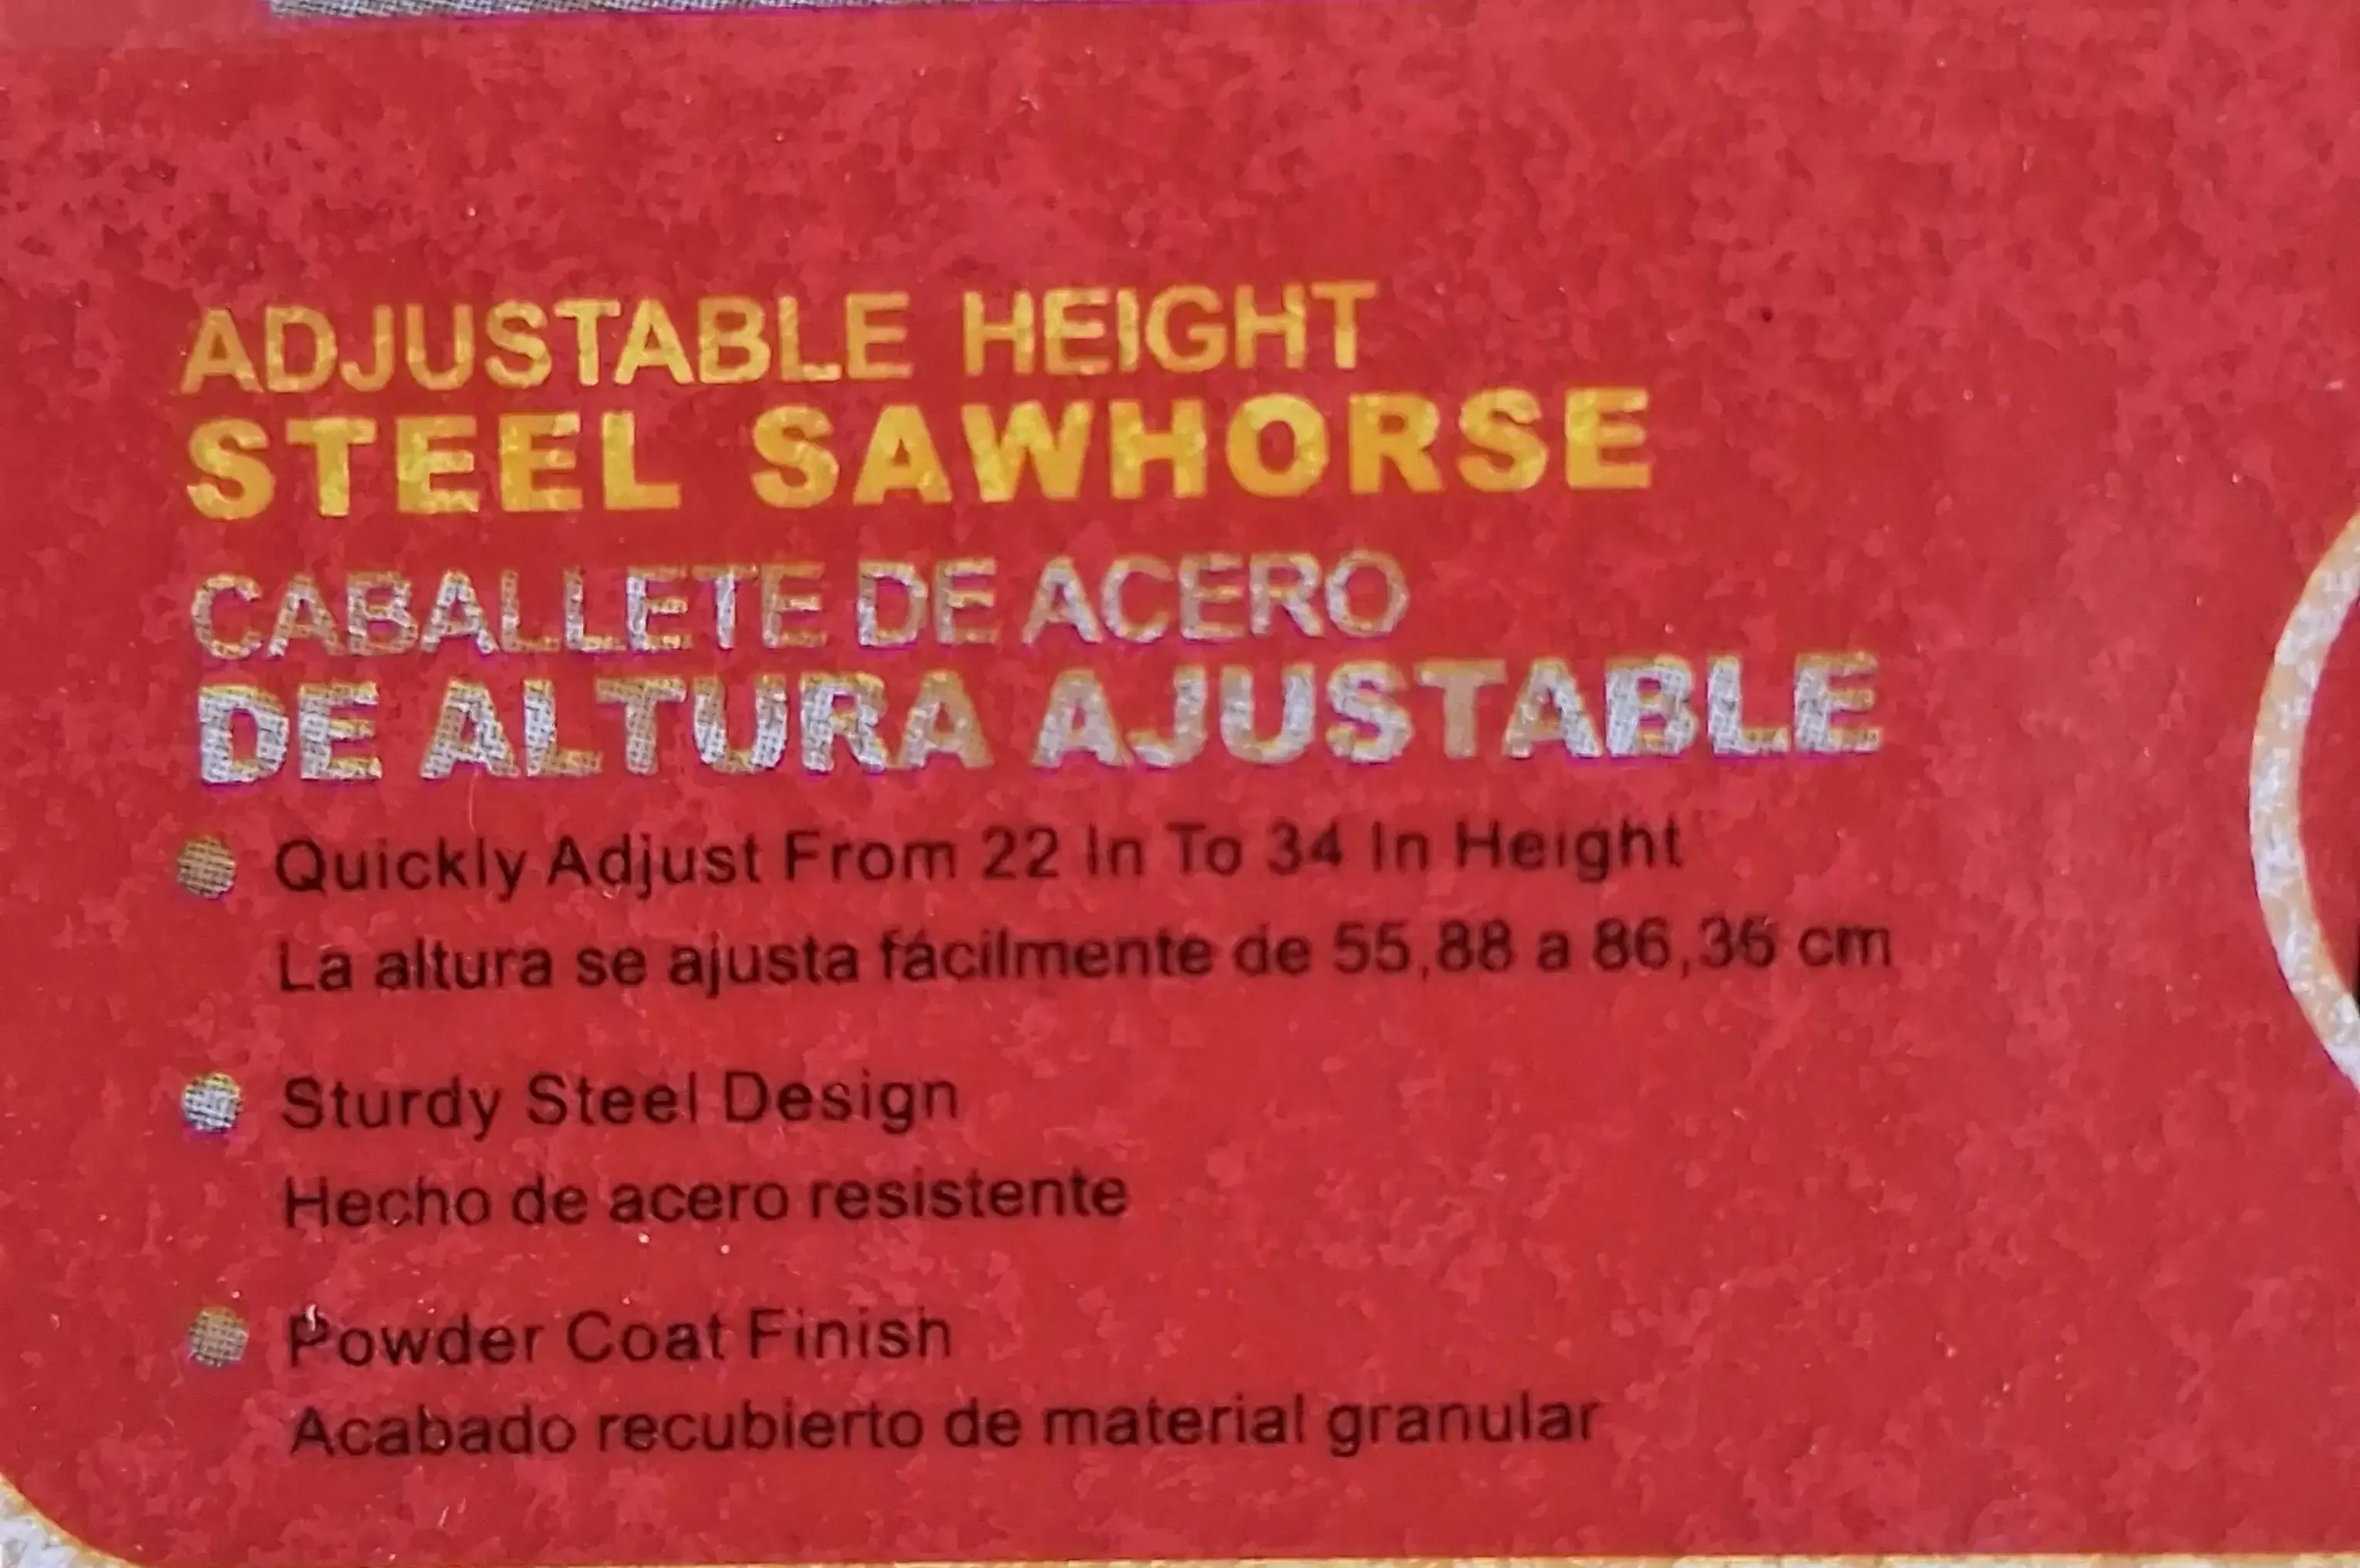 ADJUSTABLE HEIGHT
STEEL SAWHORSE
CABALLETE DE ACERO
DE ALTURA AJUSTABLE
Quickly Adjust From 22 In To 34 In Height
La altura se ajusta fácilmente de 55,88 a 86,36 cm
Sturdy Steel Design
Hecho de acero resistente
Powder Coat Finish
Acabado recubierto de material granular